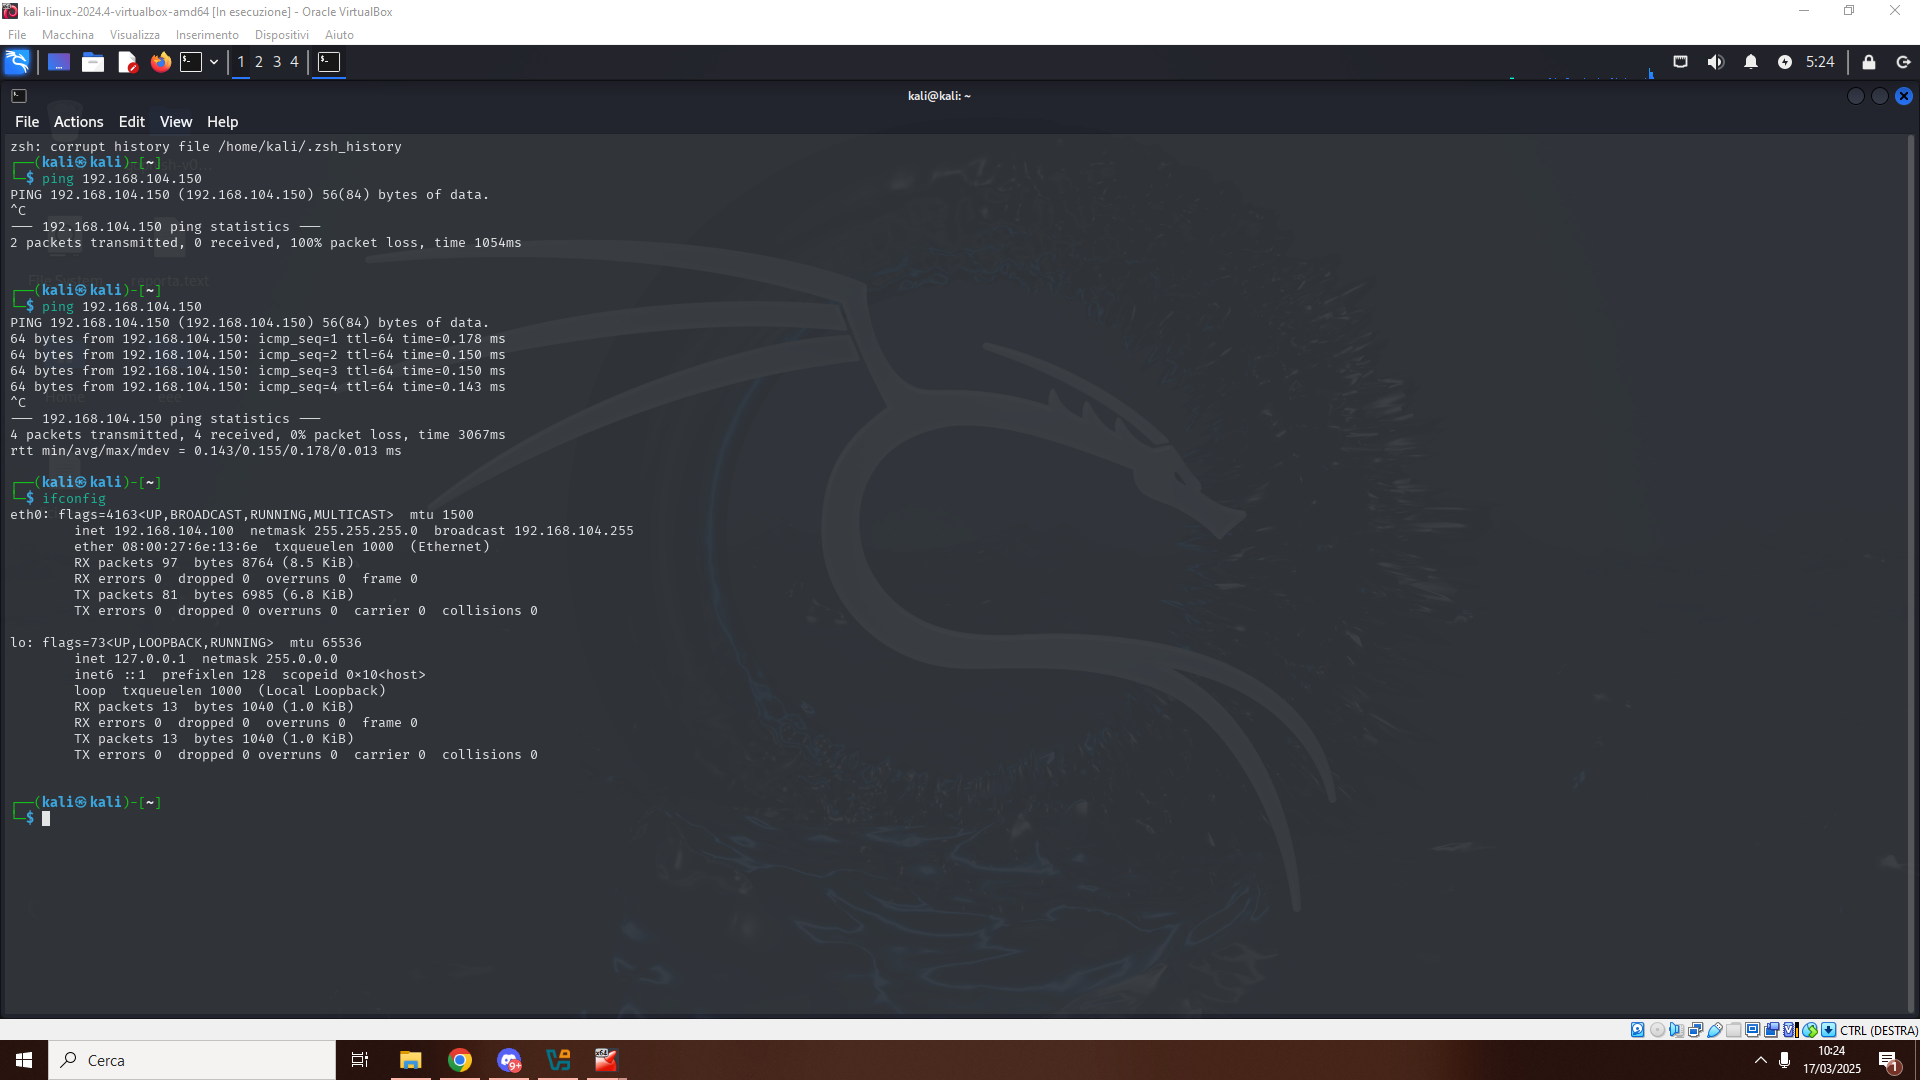 kali-linux-2024.4-virtualbox-amd64 [In esecuzione] - Oracle VirtualBox
File Macchina Visualizza Inserimento Dispositivi Aiuto
1 2 3 4
5:24
kali@kali: ~
File Actions Edit View Help
zsh: corrupt history file /home/kali/.zsh_history
┌──(kali㉿kali)-[~]
└─$ ping 192.168.104.150
PING 192.168.104.150 (192.168.104.150) 56(84) bytes of data.
^C
--- 192.168.104.150 ping statistics ---
2 packets transmitted, 0 received, 100% packet loss, time 1054ms
┌──(kali㉿kali)-[~]
└─$ ping 192.168.104.150
PING 192.168.104.150 (192.168.104.150) 56(84) bytes of data.
64 bytes from 192.168.104.150: icmp_seq=1 ttl=64 time=0.178 ms
64 bytes from 192.168.104.150: icmp_seq=2 ttl=64 time=0.150 ms
64 bytes from 192.168.104.150: icmp_seq=3 ttl=64 time=0.150 ms
64 bytes from 192.168.104.150: icmp_seq=4 ttl=64 time=0.143 ms
^C
--- 192.168.104.150 ping statistics ---
4 packets transmitted, 4 received, 0% packet loss, time 3067ms
rtt min/avg/max/mdev = 0.143/0.155/0.178/0.013 ms
┌──(kali㉿kali)-[~]
└─$ ifconfig
eth0: flags=4163<UP,BROADCAST,RUNNING,MULTICAST>  mtu 1500
inet 192.168.104.100  netmask 255.255.255.0  broadcast 192.168.104.255
ether 08:00:27:6e:13:6e  txqueuelen 1000  (Ethernet)
RX packets 97  bytes 8764 (8.5 KiB)
RX errors 0  dropped 0  overruns 0  frame 0
TX packets 81  bytes 6985 (6.8 KiB)
TX errors 0  dropped 0 overruns 0  carrier 0  collisions 0
lo: flags=73<UP,LOOPBACK,RUNNING>  mtu 65536
inet 127.0.0.1  netmask 255.0.0.0
inet6 ::1  prefixlen 128  scopeid 0x10<host>
loop  txqueuelen 1000  (Local Loopback)
RX packets 13  bytes 1040 (1.0 KiB)
RX errors 0  dropped 0  overruns 0  frame 0
TX packets 13  bytes 1040 (1.0 KiB)
TX errors 0  dropped 0 overruns 0  carrier 0  collisions 0
┌──(kali㉿kali)-[~]
└─$
CTRL (DESTRA)
Cerca
9+
10:24
17/03/2025
1